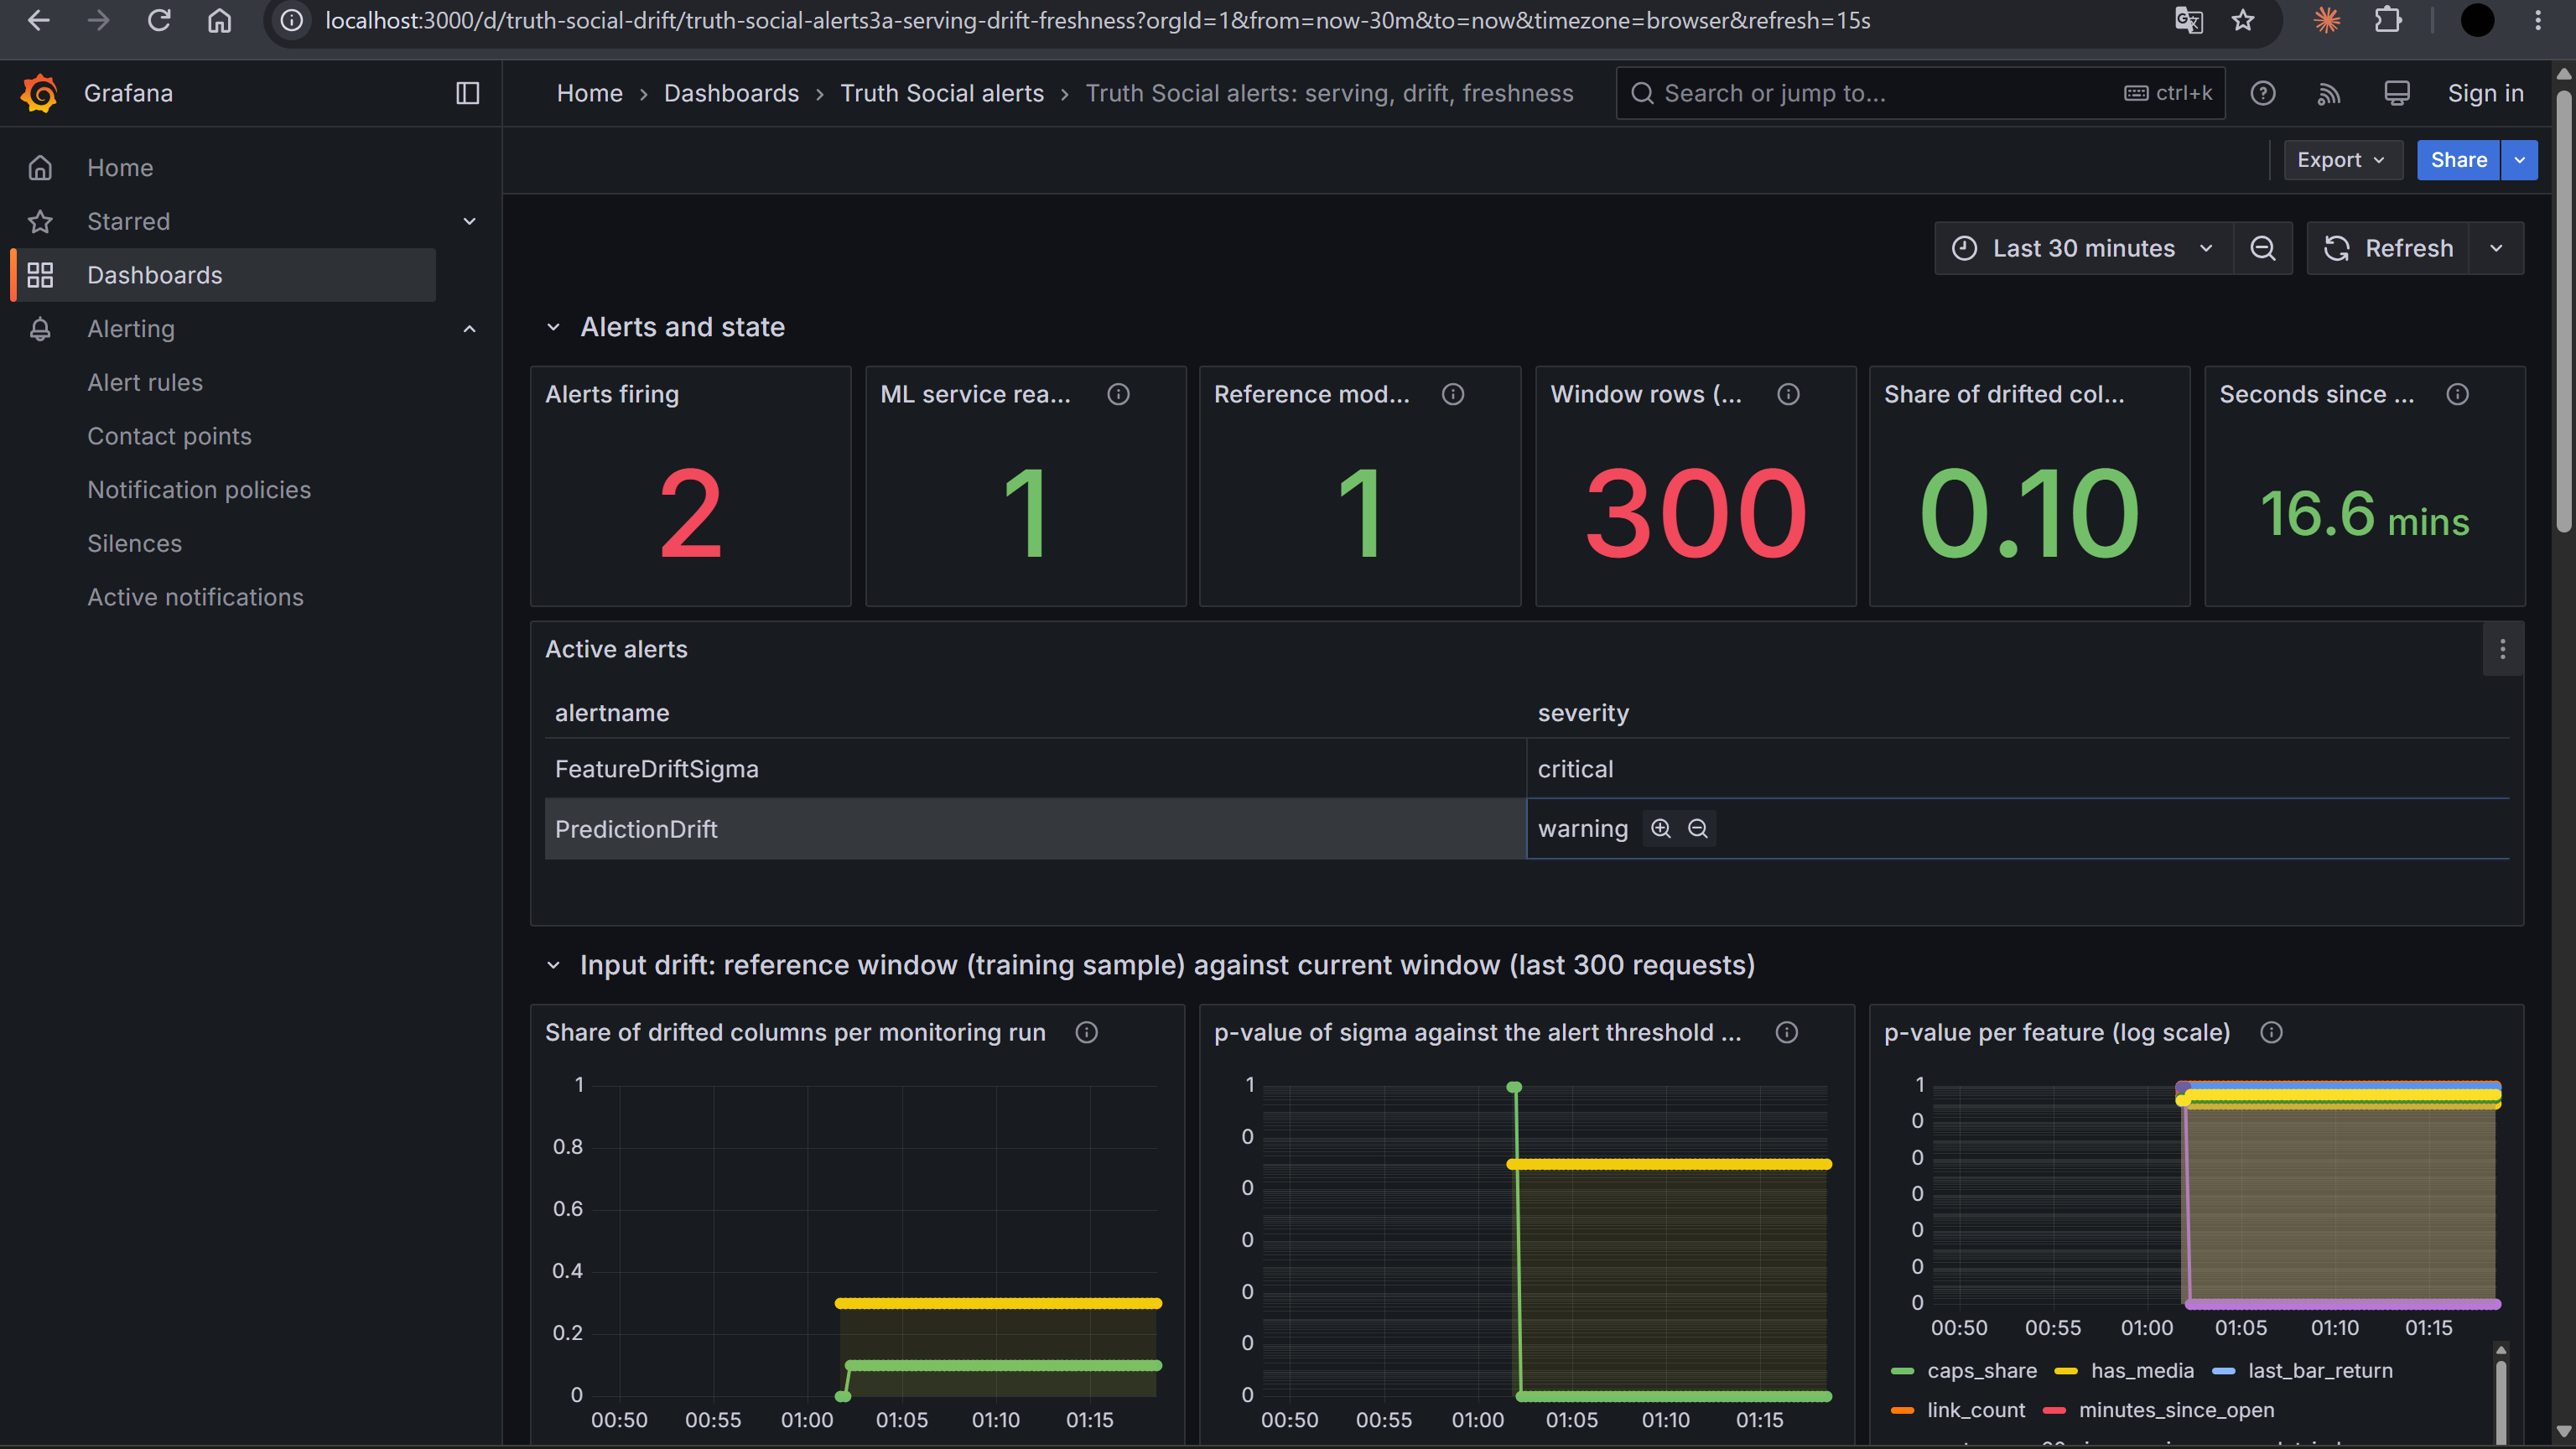 localhost:3000/d/truth-social-drift/truth-social-alerts3a-serving-drift-freshness?orgId=1&from=now-30m&to=now&timezone=browser&refresh=15s
Grafana
Home › Dashboards › Truth Social alerts › Truth Social alerts: serving, drift, freshness
Search or jump to... ctrl+k
Sign in
Home
Starred
Dashboards
Alerting
Alert rules
Contact points
Notification policies
Silences
Active notifications
Export
Share
Last 30 minutes
Refresh
Alerts and state
Alerts firing
2
ML service rea...
1
Reference mod...
1
Window rows (...
300
Share of drifted col...
0.10
Seconds since ...
16.6 mins
Active alerts
alertname severity
FeatureDriftSigma critical
PredictionDrift warning
Input drift: reference window (training sample) against current window (last 300 requests)
Share of drifted columns per monitoring run
1
0.8
0.6
0.4
0.2
0
00:50 00:55 01:00 01:05 01:10 01:15
p-value of sigma against the alert threshold ...
1
0
0
0
0
0
0
00:50 00:55 01:00 01:05 01:10 01:15
p-value per feature (log scale)
1
0
0
0
0
0
0
00:50 00:55 01:00 01:05 01:10 01:15
caps_share has_media last_bar_return
link_count minutes_since_open